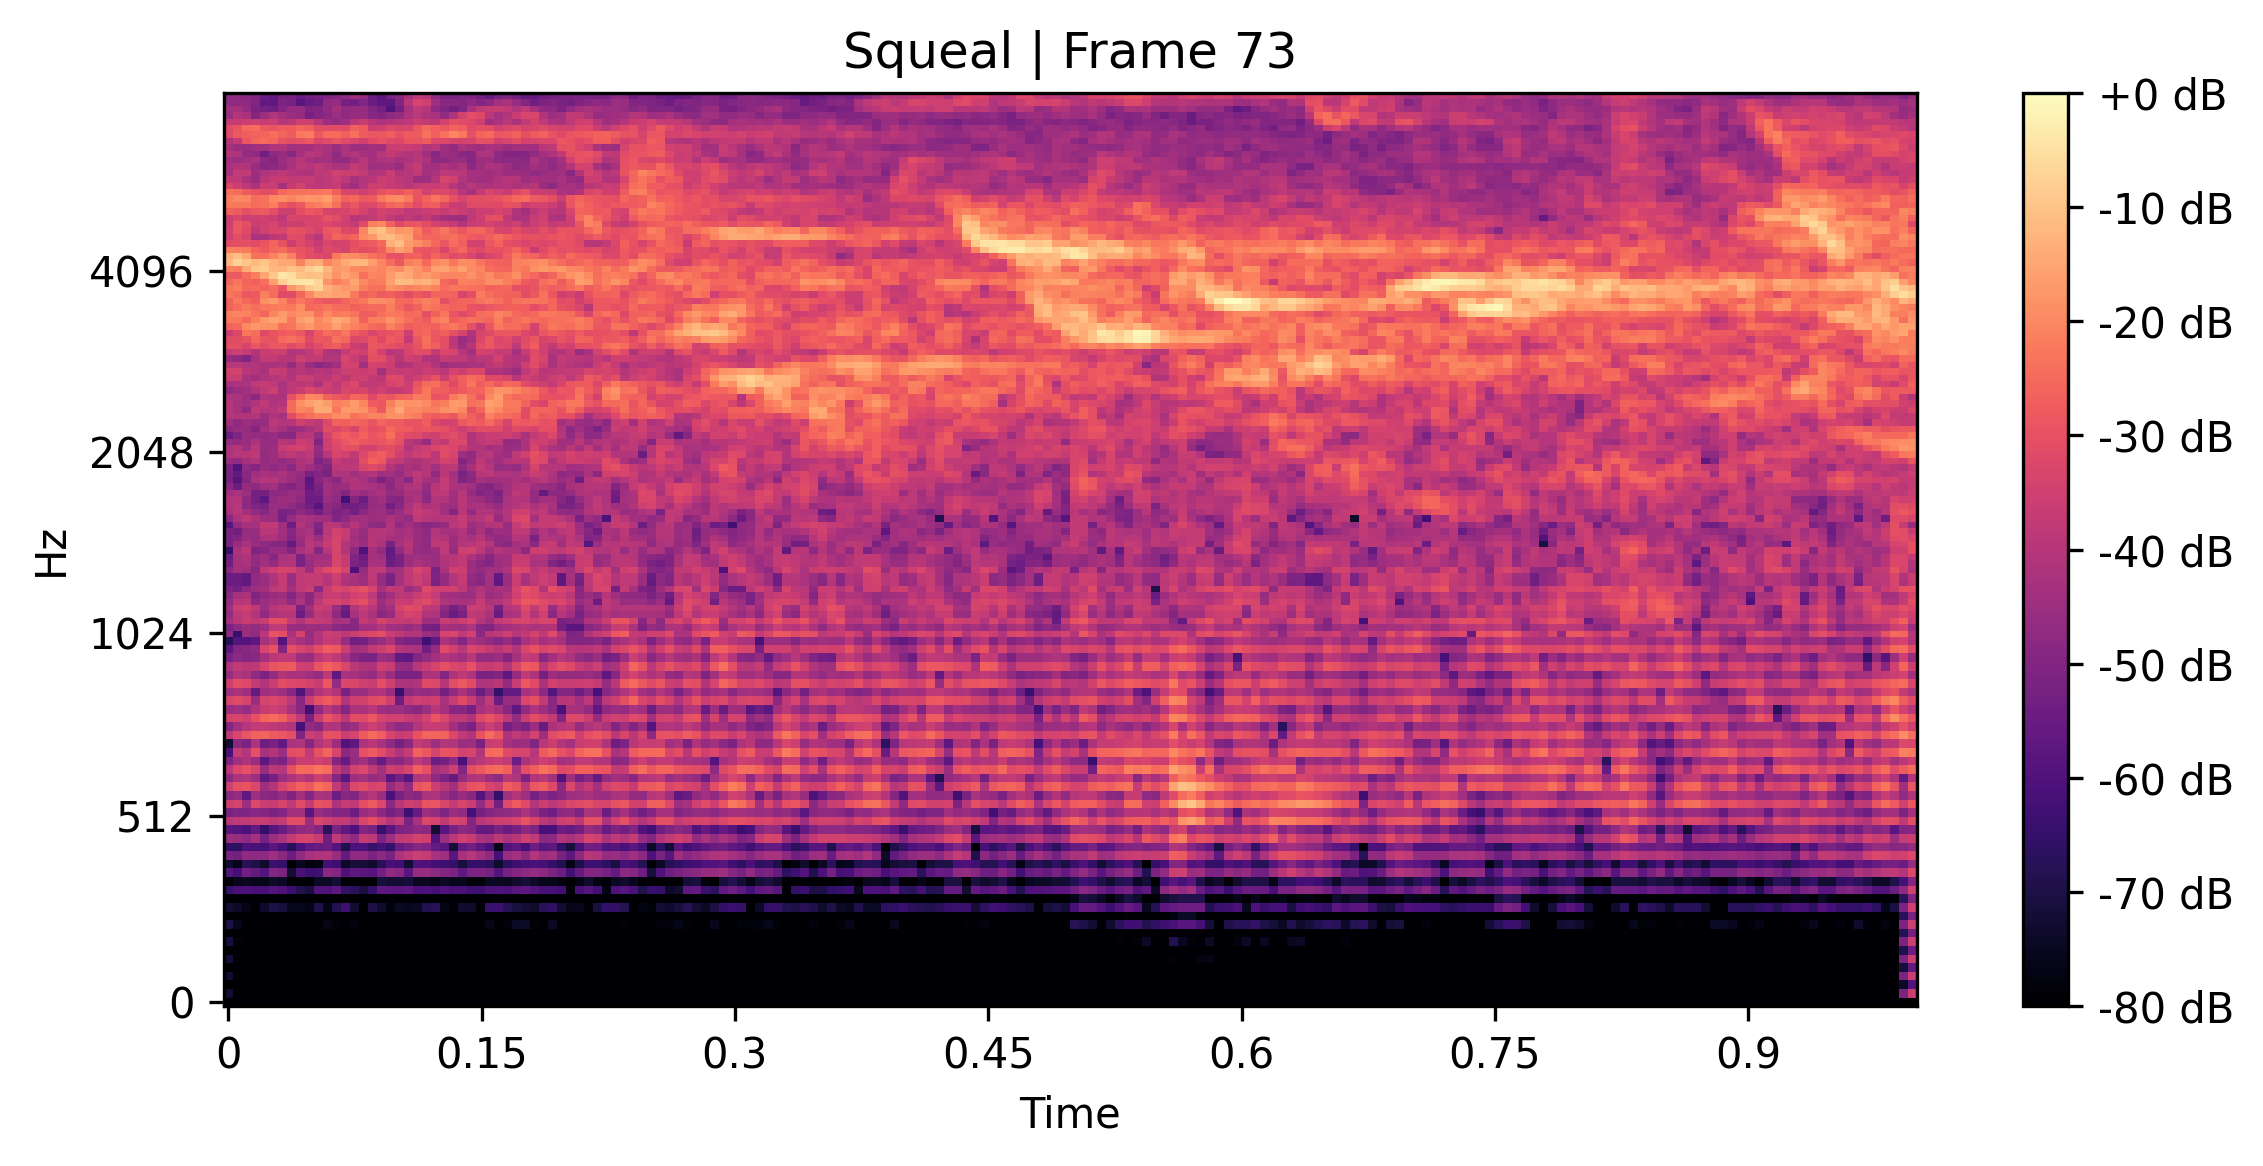 Squeal | Frame 73
+0 dB
-10 dB
4096
-20 dB
-30 dB
2048
-40 dB
Hz
1024
-50 dB
-60 dB
512
-70 dB
0
-80 dB
0 0.15 0.3 0.45 0.6 0.75 0.9
Time